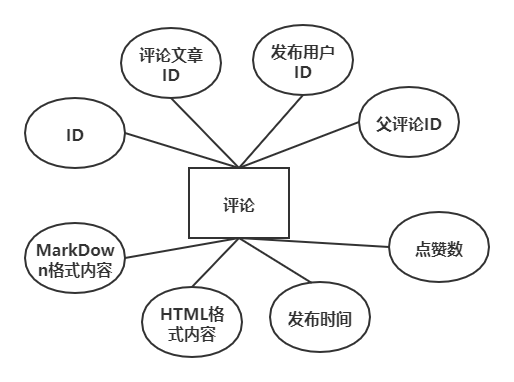 评论文章
ID
发布用户
ID
父评论ID
ID
评论
MarkDow
n格式内容
点赞数
HTML格
式内容
发布时间